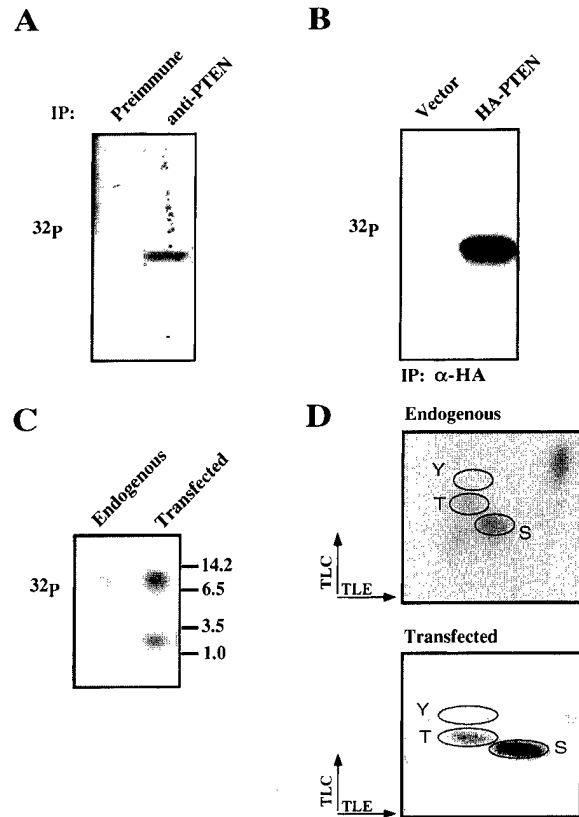 A
IP: Preimmune anti-PTEN
32P
B
Vector HA-PTEN
32P
IP: α-HA
C
Endogenous Transfected
32P
14.2
6.5
3.5
1.0
D
Endogenous
Y
T
S
TLC
TLE
Transfected
Y
T
S
TLC
TLE